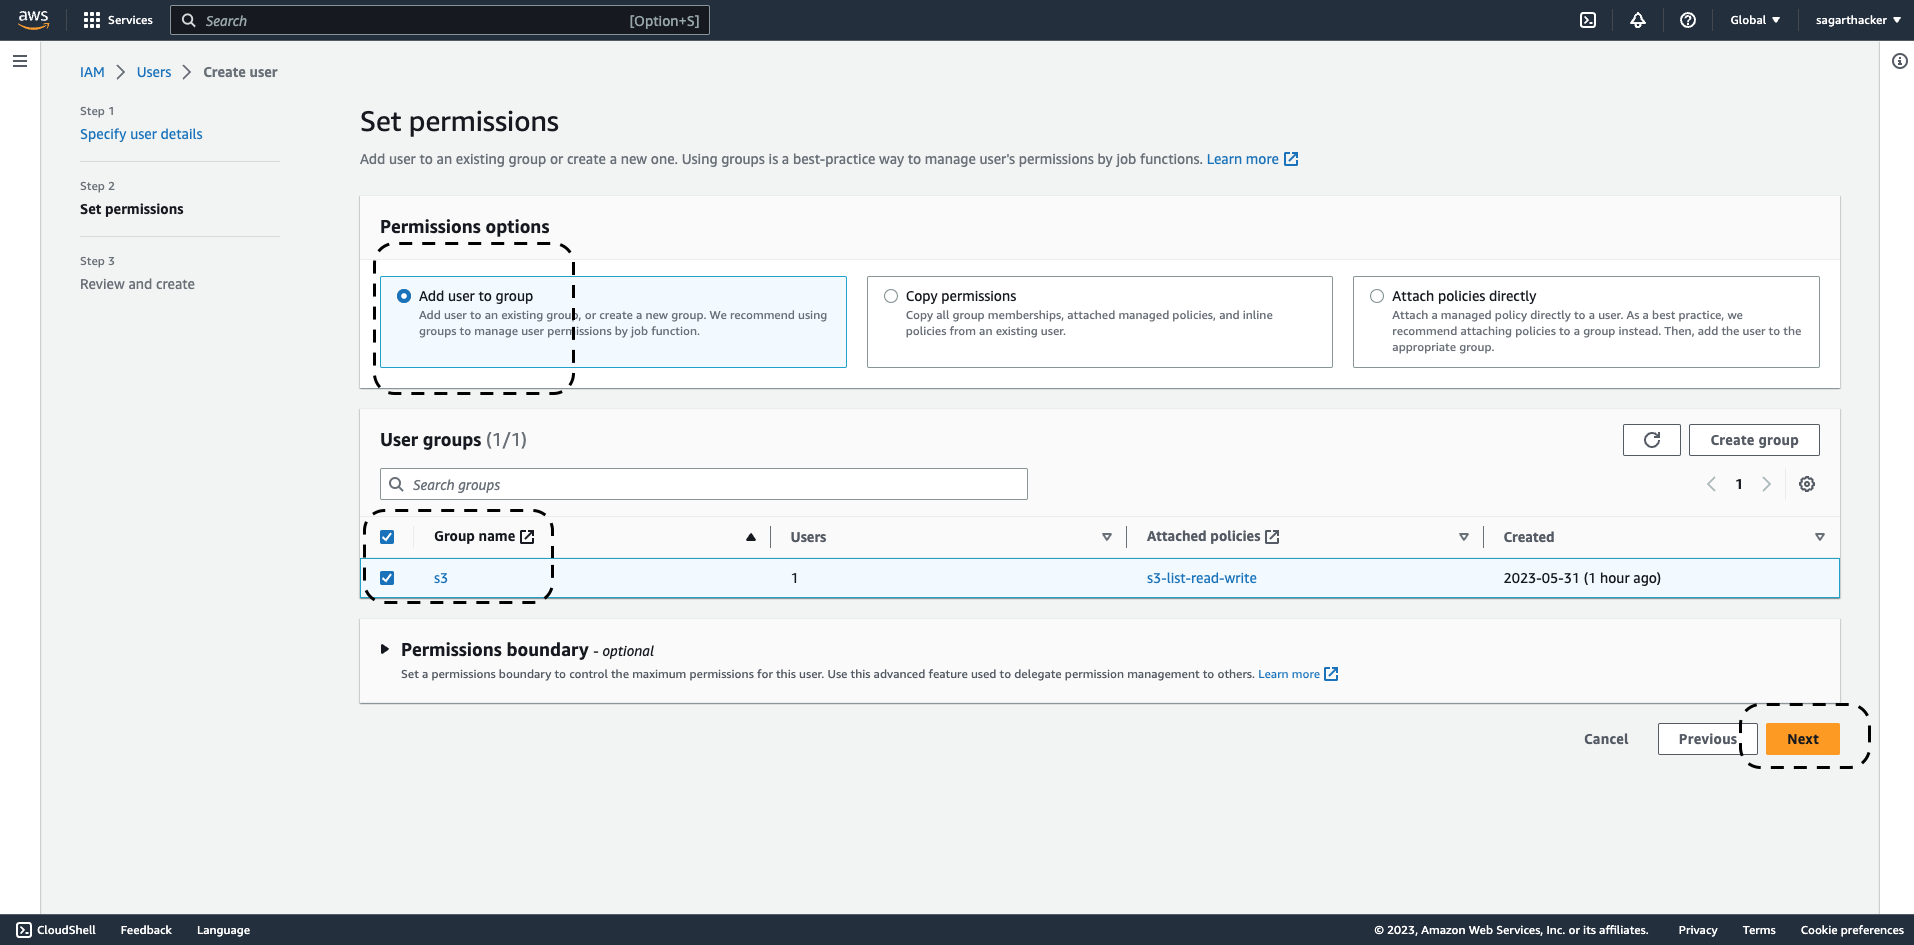 aws
Services
Search
[Option+S]
Global
sagarthacker
IAM
Users
Create user
Step 1
Specify user details
Step 2
Set permissions
Step 3
Review and create
Set permissions
Add user to an existing group or create a new one. Using groups is a best-practice way to manage user's permissions by job functions. Learn more
Permissions options
Add user to group
Add user to an existing group, or create a new group. We recommend using
groups to manage user permissions by job function.
Copy permissions
Copy all group memberships, attached managed policies, and inline
policies from an existing user.
Attach policies directly
Attach a managed policy directly to a user. As a best practice, we
recommend attaching policies to a group instead. Then, add the user to the
appropriate group.
User groups (1/1)
Create group
Search groups
1
Group name
Users
Attached policies
Created
s3
1
s3-list-read-write
2023-05-31 (1 hour ago)
Permissions boundary - optional
Set a permissions boundary to control the maximum permissions for this user. Use this advanced feature used to delegate permission management to others. Learn more
Cancel
Previous
Next
CloudShell
Feedback
Language
© 2023, Amazon Web Services, Inc. or its affiliates.
Privacy
Terms
Cookie preferences